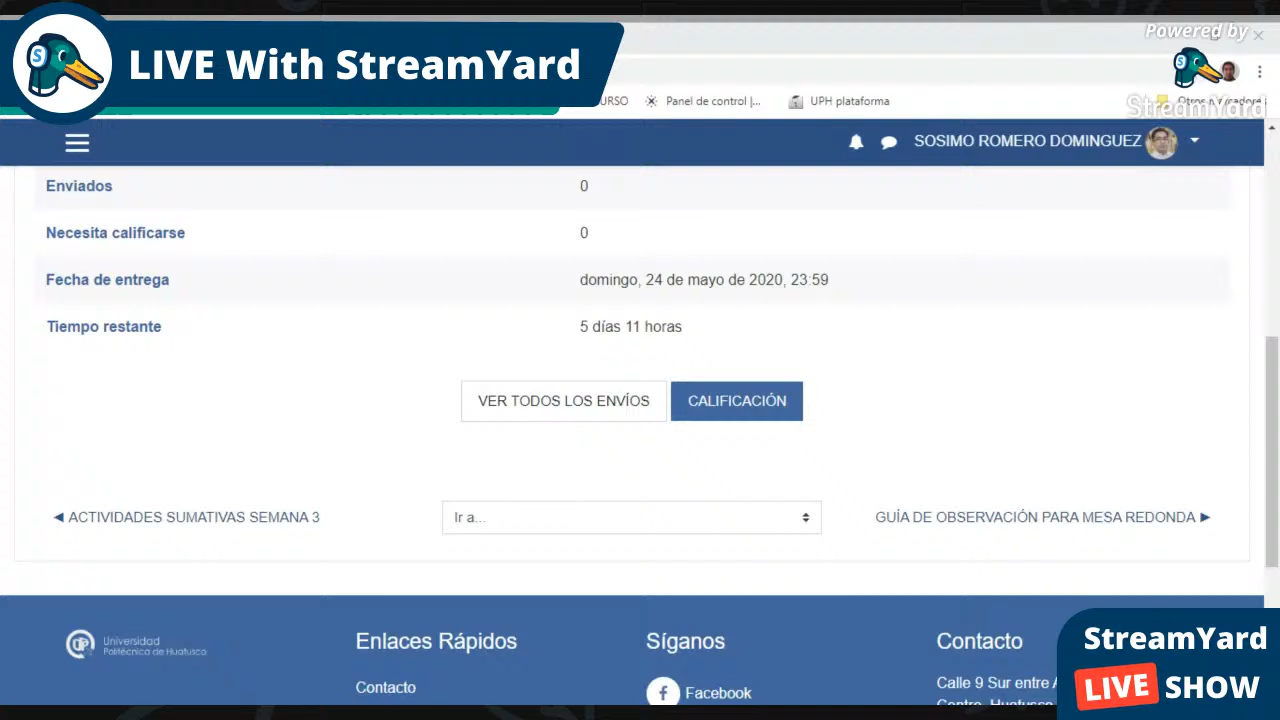 LIVE With StreamYard
Powered by
StreamYard
URSO
Panel de control |...
UPH plataforma
Otros marcadores
SOSIMO ROMERO DOMINGUEZ
Enviados 0
Necesita calificarse 0
Fecha de entrega domingo, 24 de mayo de 2020, 23:59
Tiempo restante 5 días 11 horas
VER TODOS LOS ENVÍOS CALIFICACIÓN
◄ ACTIVIDADES SUMATIVAS SEMANA 3 Ir a... GUÍA DE OBSERVACIÓN PARA MESA REDONDA ►
Universidad
Politécnica de Huatusco
Enlaces Rápidos
Contacto
Síganos
Facebook
Contacto
Calle 9 Sur entre
StreamYard
LIVE SHOW